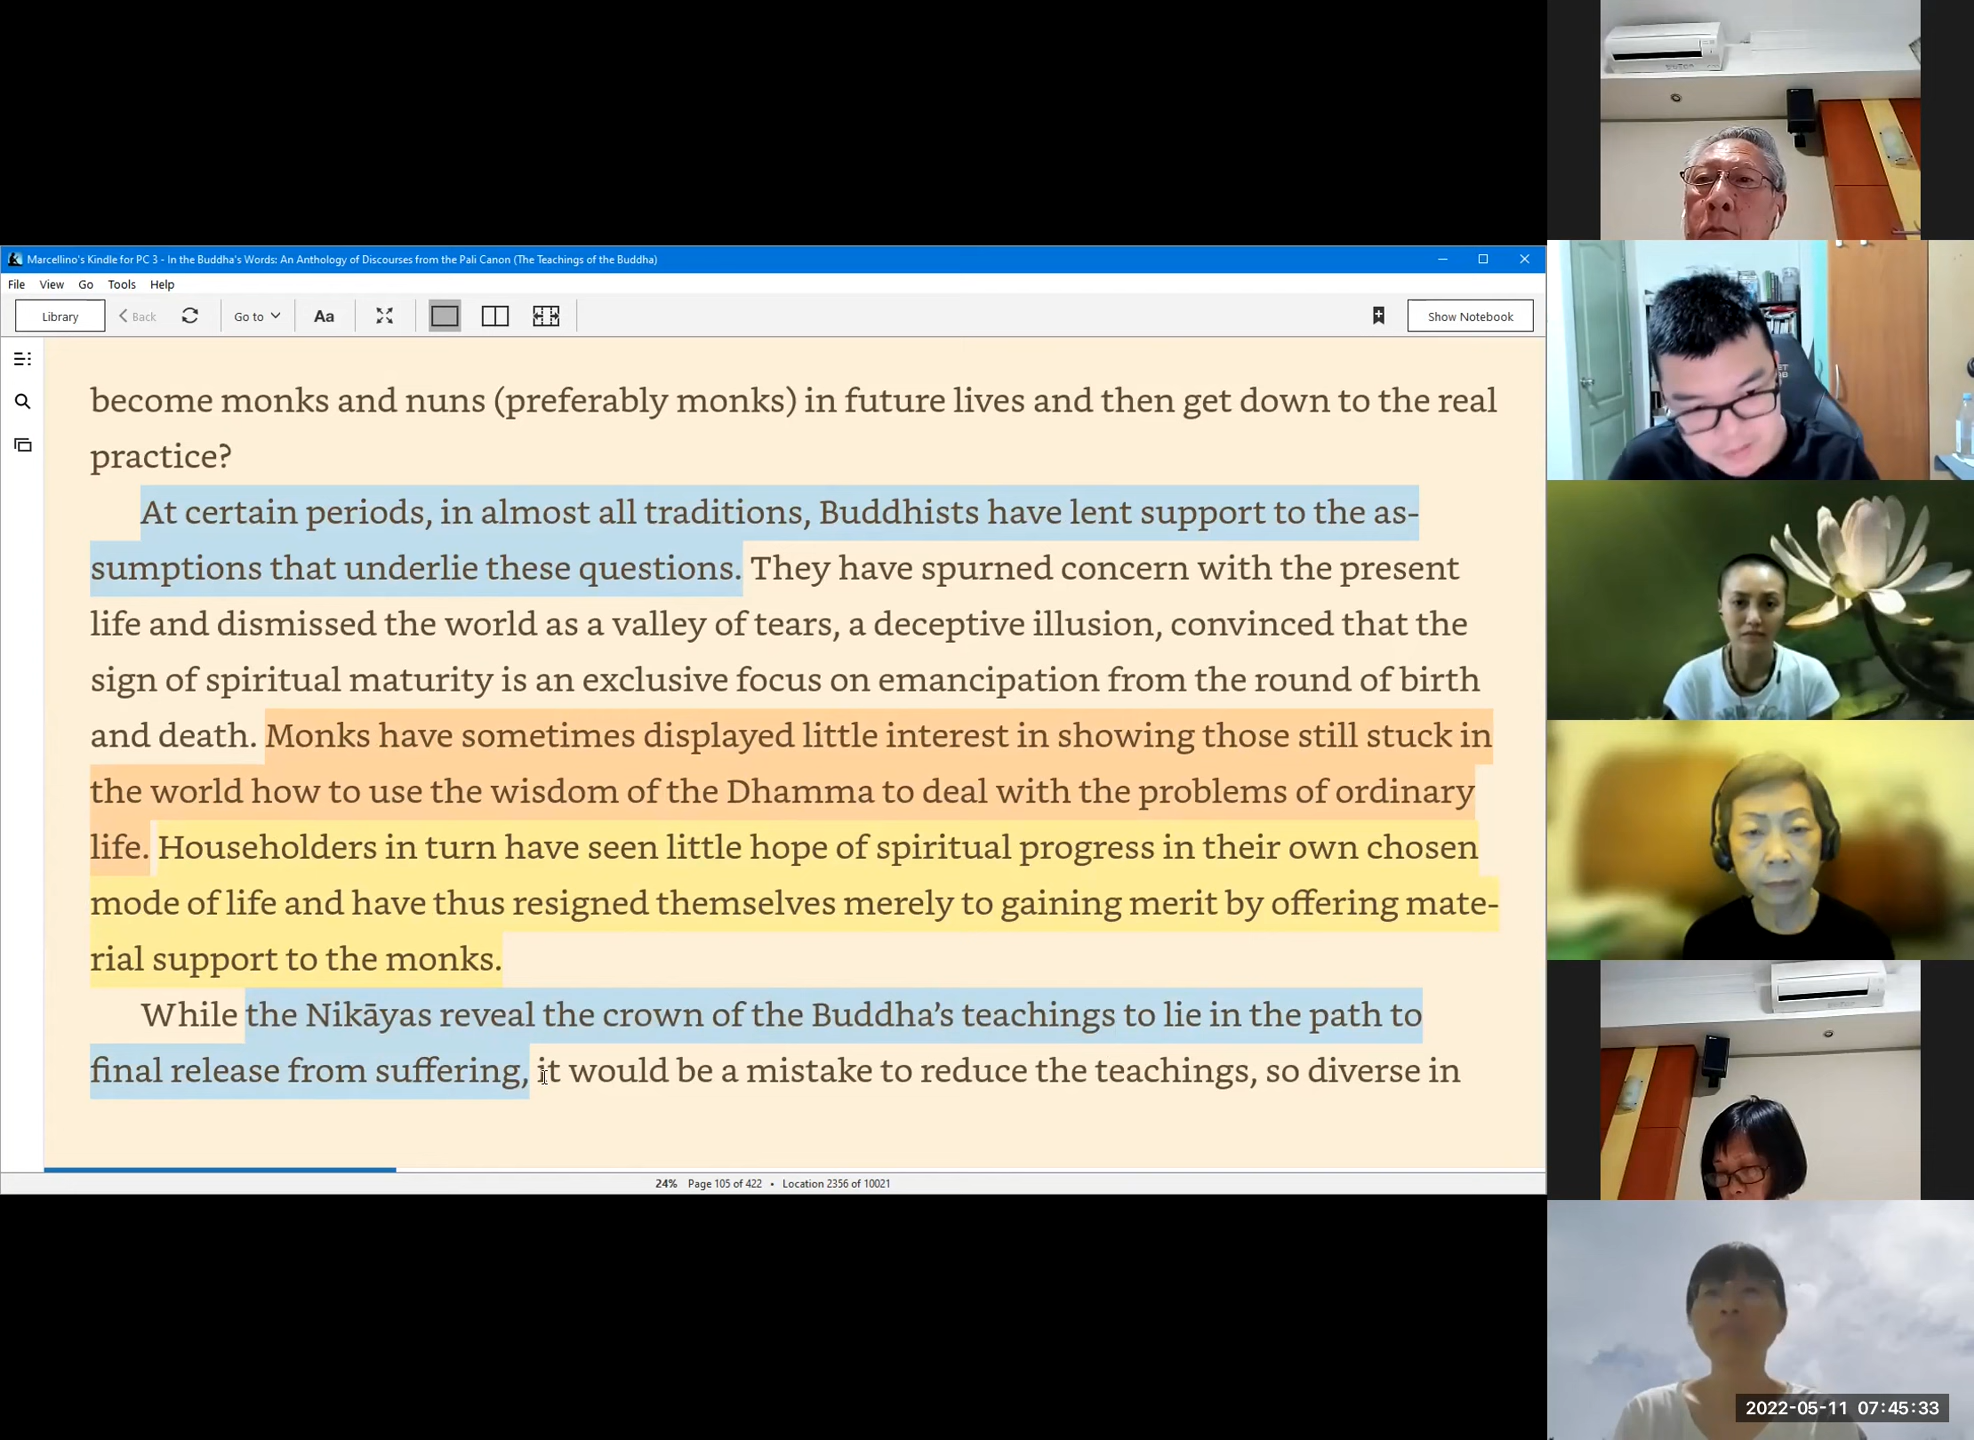 Marcellino's Kindle for PC 3 - In the Buddha's Words: An Anthology of Discourses from the Pali Canon (The Teachings of the Buddha)
File View Go Tools Help
Library Back Go to Aa Show Notebook
become monks and nuns (preferably monks) in future lives and then get down to the real
practice?
At certain periods, in almost all traditions, Buddhists have lent support to the as-
sumptions that underlie these questions. They have spurned concern with the present
life and dismissed the world as a valley of tears, a deceptive illusion, convinced that the
sign of spiritual maturity is an exclusive focus on emancipation from the round of birth
and death. Monks have sometimes displayed little interest in showing those still stuck in
the world how to use the wisdom of the Dhamma to deal with the problems of ordinary
life. Householders in turn have seen little hope of spiritual progress in their own chosen
mode of life and have thus resigned themselves merely to gaining merit by offering mate-
rial support to the monks.
While the Nikāyas reveal the crown of the Buddha’s teachings to lie in the path to
final release from suffering, it would be a mistake to reduce the teachings, so diverse in
24% Page 105 of 422 • Location 2356 of 10021
2022-05-11 07:45:33